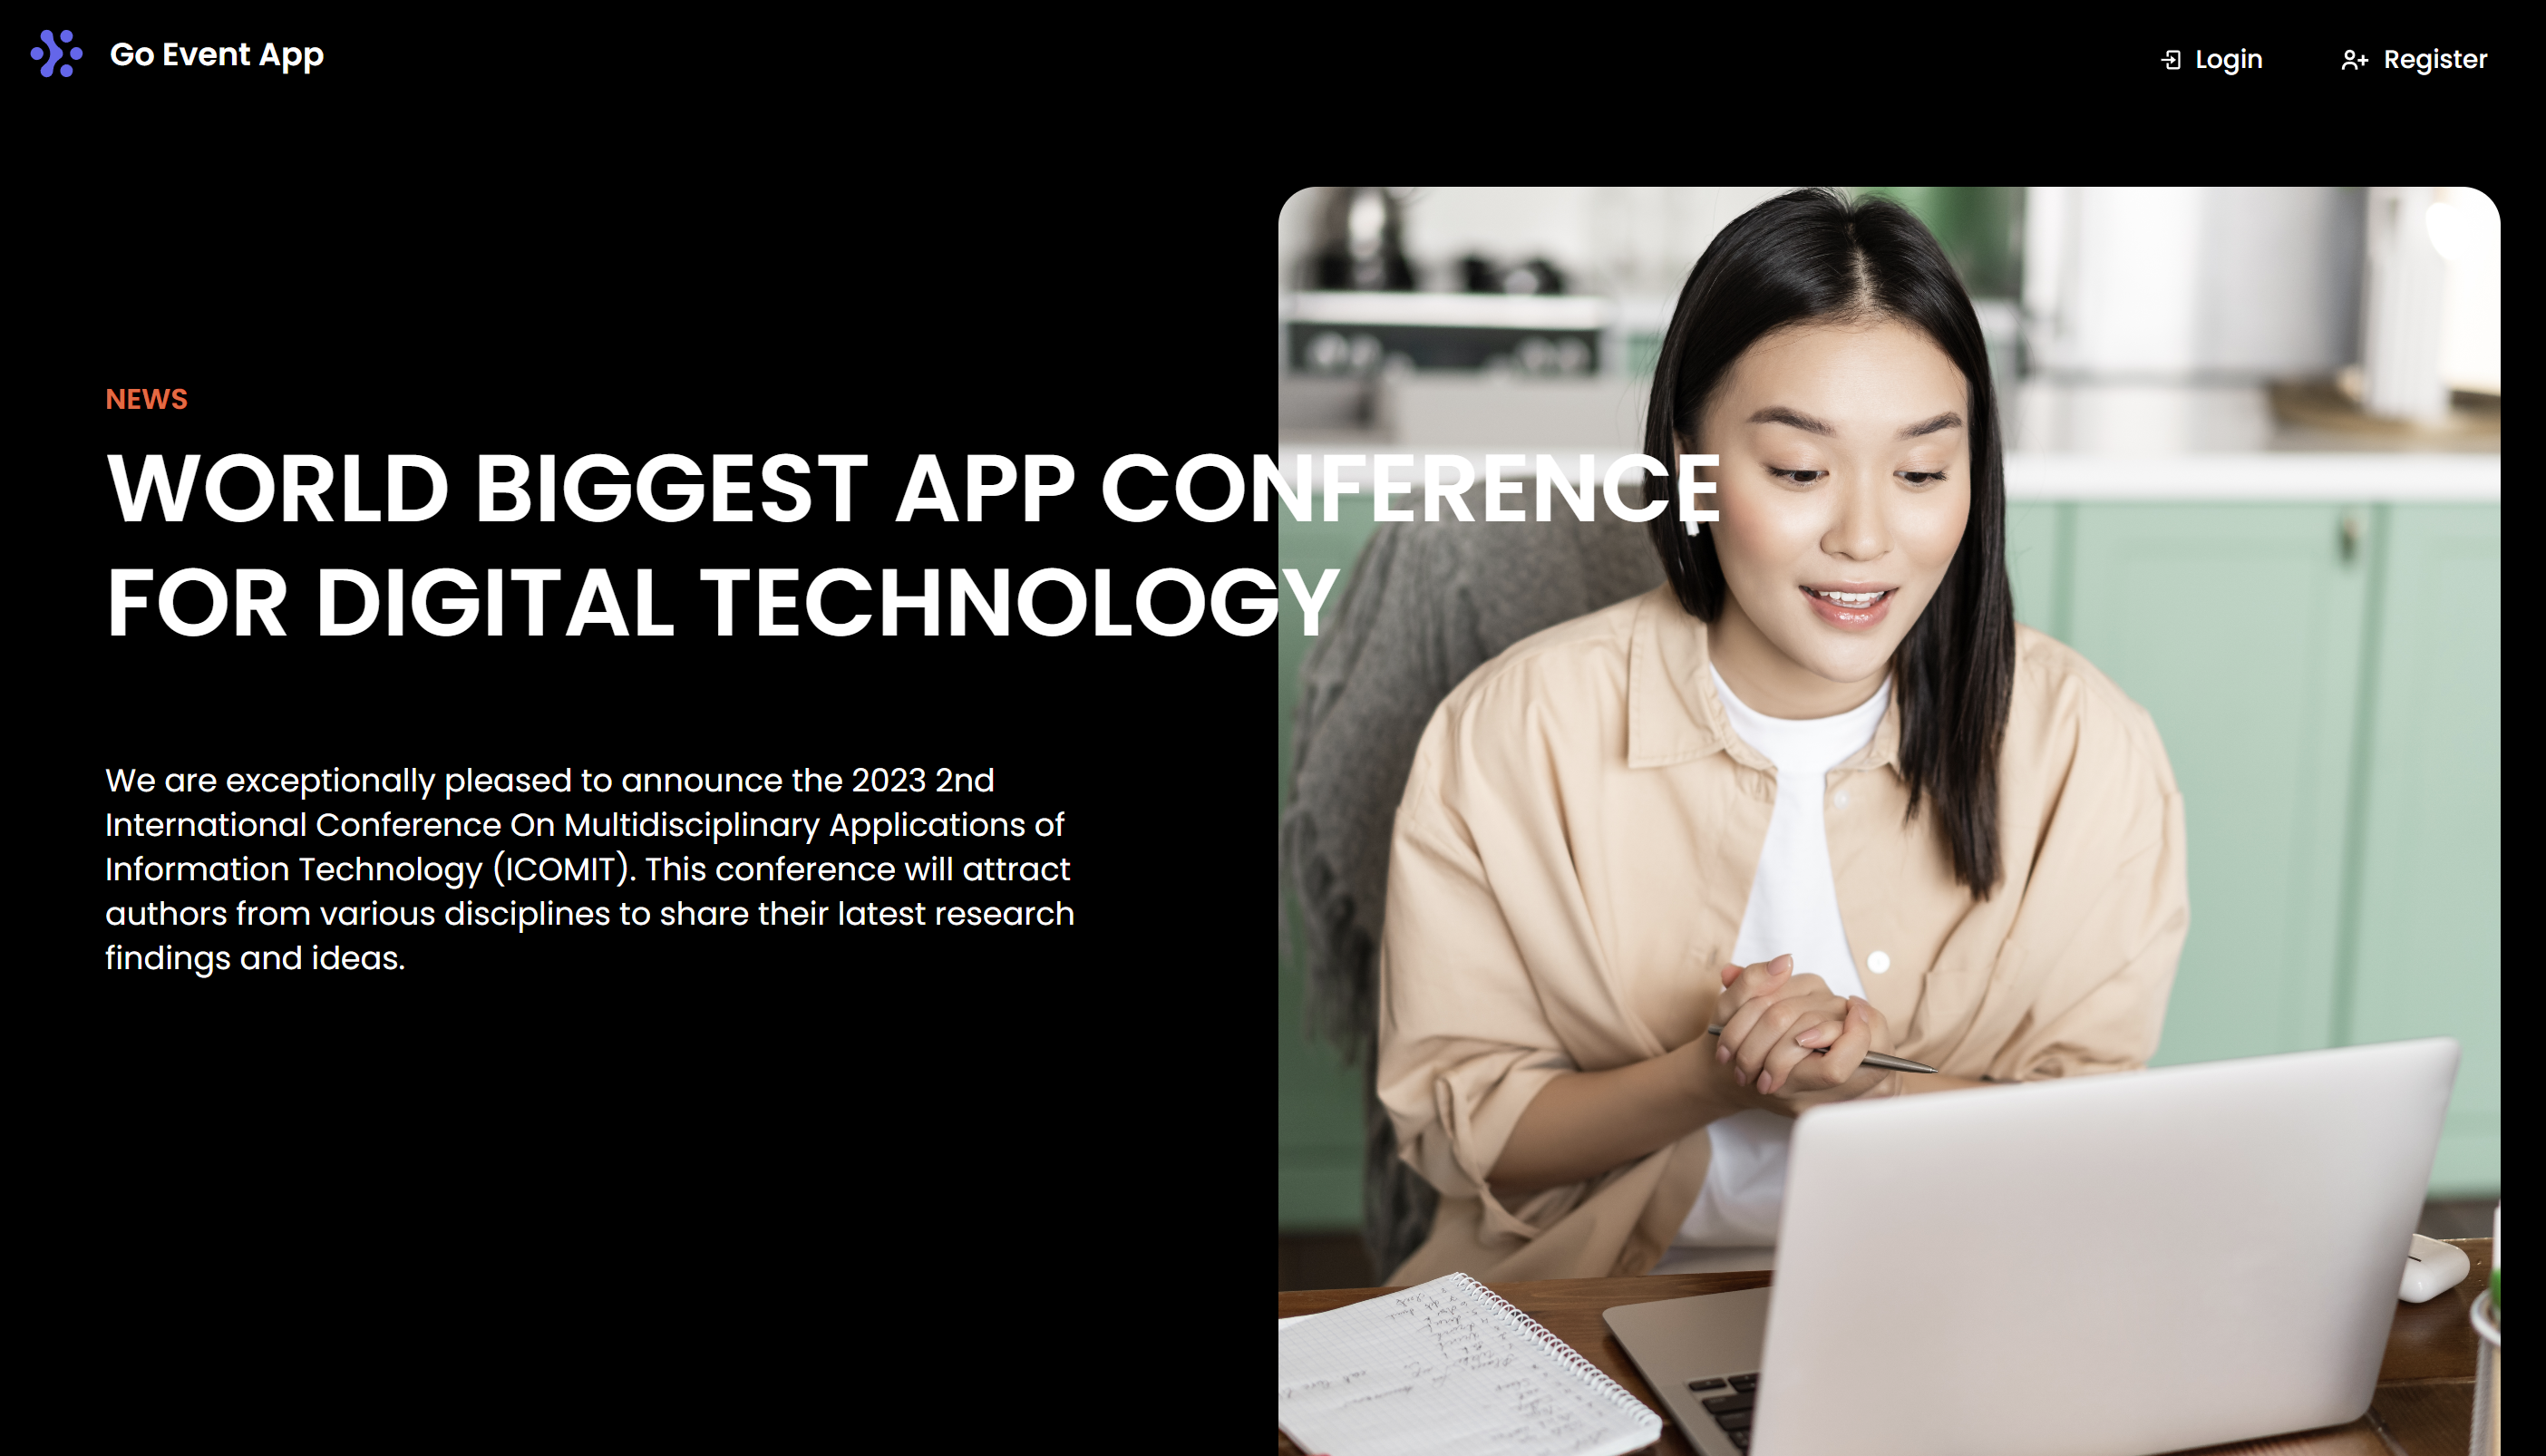 Go Event App
Login
Register
NEWS
WORLD BIGGEST APP CONFERENCE
FOR DIGITAL TECHNOLOGY
We are exceptionally pleased to announce the 2023 2nd
International Conference On Multidisciplinary Applications of
Information Technology (ICOMIT). This conference will attract
authors from various disciplines to share their latest research
findings and ideas.